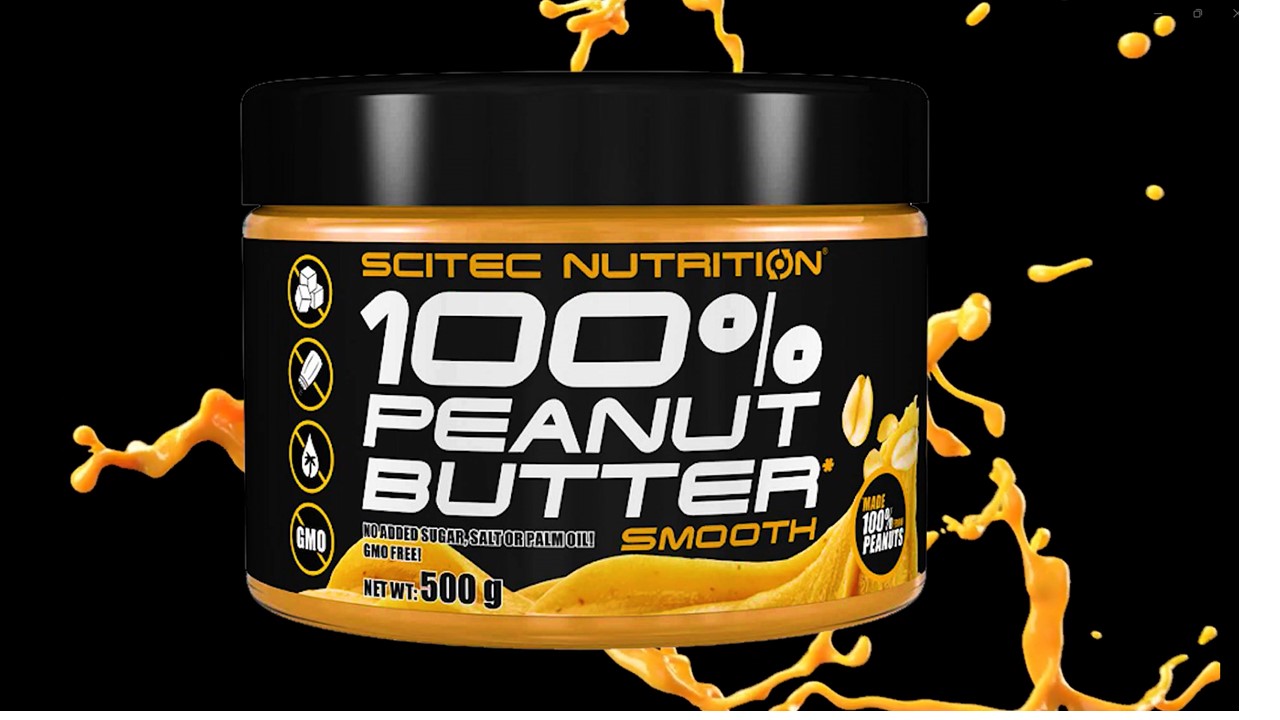 SCITEC NUTRITION®
100%
PEANUT
BUTTER*
SMOOTH
NO ADDED SUGAR, SALT OR PALM OIL!
GMO FREE!
NET WT: 500 g
GMO
MADE
100% FROM
PEANUTS